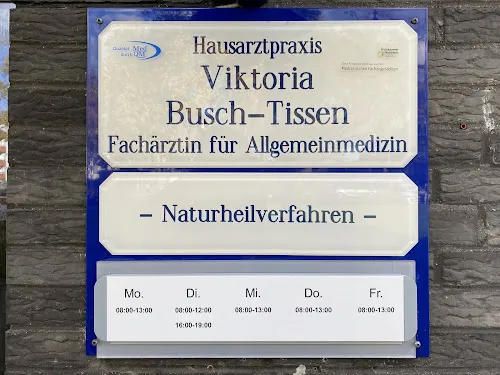 Hausarztpraxis
Viktoria
Busch-Tissen
Fachärztin für Allgemeinmedizin
- Naturheilverfahren -
Mo. Di. Mi. Do. Fr.
08:00-13:00 08:00-12:00 08:00-13:00 08:00-13:00 08:00-13:00
16:00-19:00